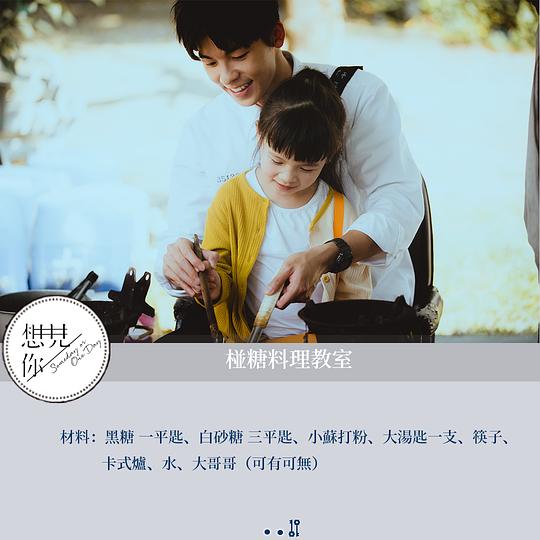 想見
你
Someday or
One Day
椪糖料理教室
材料：黑糖 一平匙、白砂糖 三平匙、小蘇打粉、大湯匙一支、筷子、
卡式爐、水、大哥哥（可有可無）